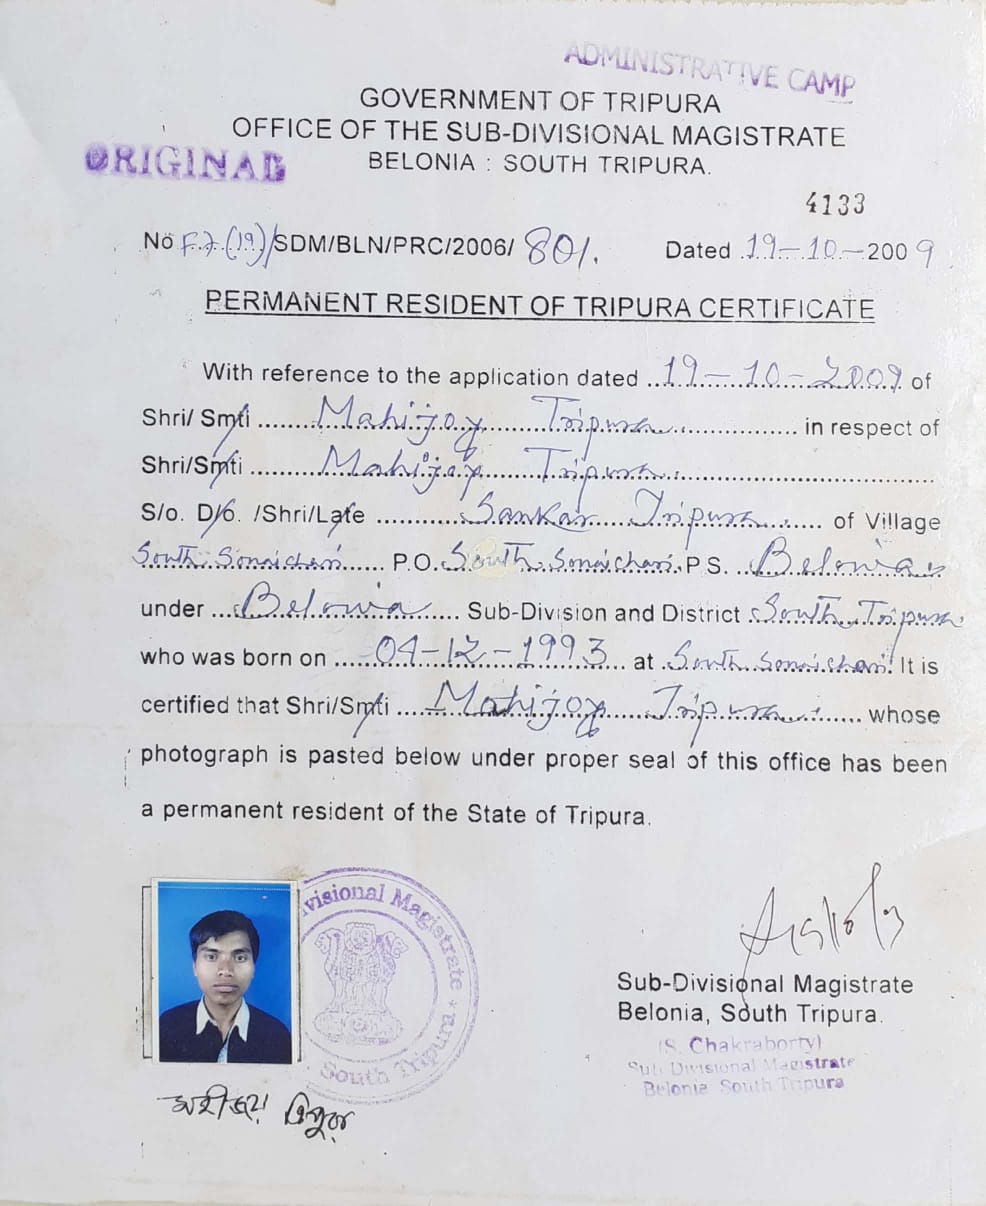 ADMINISTRATIVE CAMP
GOVERNMENT OF TRIPURA
OFFICE OF THE SUB-DIVISIONAL MAGISTRATE
ORIGINAL
BELONIA : SOUTH TRIPURA.
4133
No F.7(19)/SDM/BLN/PRC/2006/ 801. Dated 19-10-2009.
PERMANENT RESIDENT OF TRIPURA CERTIFICATE
With reference to the application dated ..19-10-2009 of
Shri/ Smti ........ Mahijoy Tripura ................ in respect of
Shri/Smti .......... Mahijoy Tripura ................................
S/o. D/o. /Shri/Late ........... Sankar Tripura ...... of Village
South Sonaichari ...... P.O. South Sonaichari P.S. .. Belonia
under ... Belonia ..... Sub-Division and District South Tripura
who was born on ..... 04-12-1993 ... at South Sonaichari. It is
certified that Shri/Smti .... Mahijoy Tripura ....... whose
photograph is pasted below under proper seal of this office has been
a permanent resident of the State of Tripura.
visional Magistrate
South Tripura
Sub-Divisional Magistrate
Belonia, South Tripura.
(S. Chakraborty)
Sub Divisional Magistrate
Belonia South Tripura
মহীজয় ত্রিপুরা